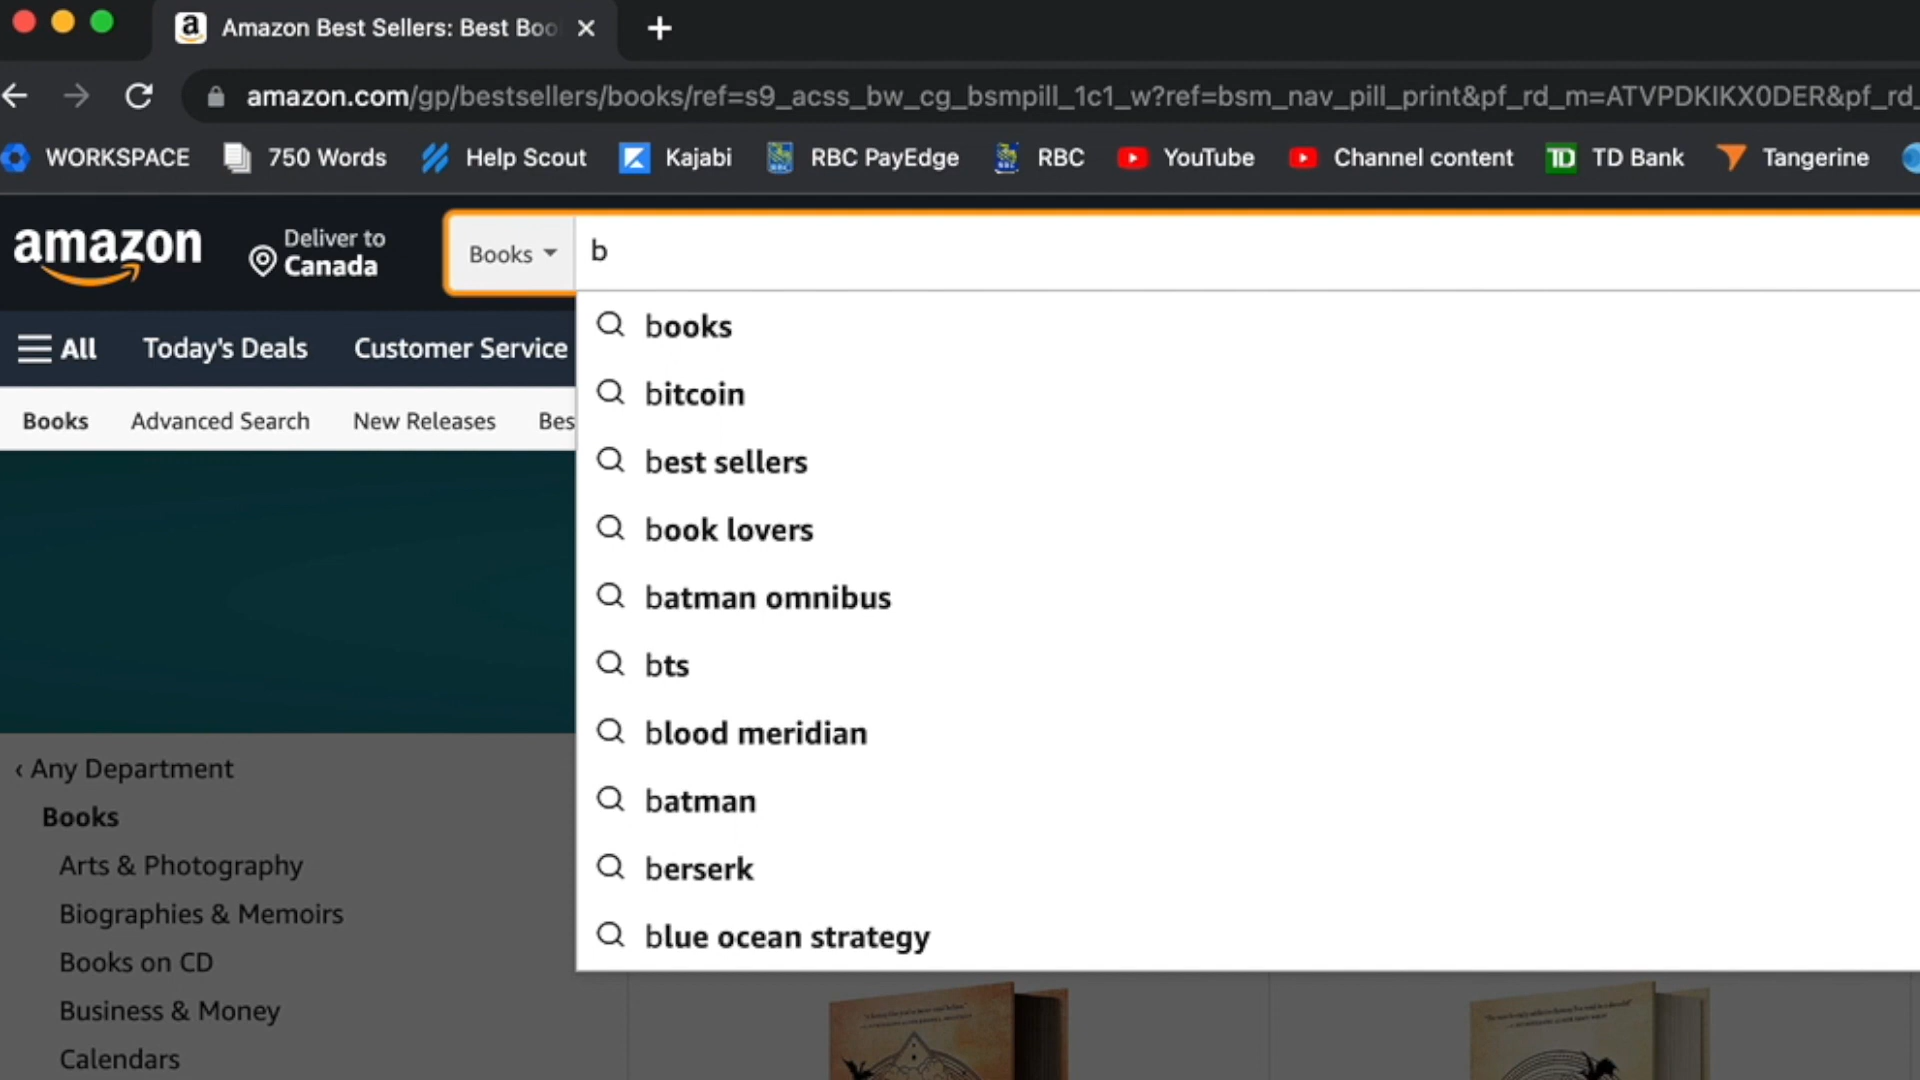 Amazon Best Sellers: Best Boo
amazon.com/gp/bestsellers/books/ref=s9_acss_bw_cg_bsmpill_1c1_w?ref=bsm_nav_pill_print&pf_rd_m=ATVPDKIKX0DER&pf_rd_
WORKSPACE 750 Words Help Scout Kajabi RBC PayEdge RBC YouTube Channel content TD TD Bank Tangerine
amazon
Deliver to
Canada
Books
b
All Today's Deals Customer Service
Books Advanced Search New Releases Bes
books
bitcoin
best sellers
book lovers
batman omnibus
bts
blood meridian
batman
berserk
blue ocean strategy
‹ Any Department
Books
Arts & Photography
Biographies & Memoirs
Books on CD
Business & Money
Calendars